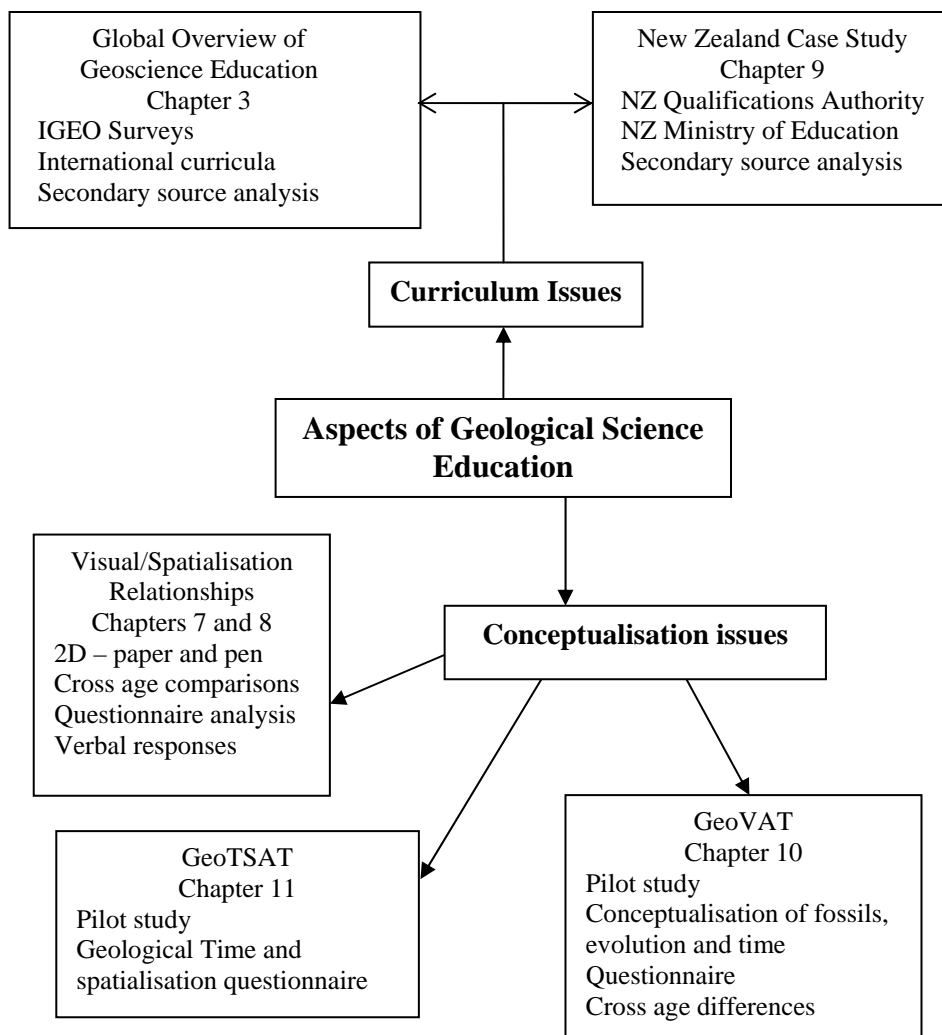 Global Overview of
Geoscience Education
Chapter 3
IGEO Surveys
International curricula
Secondary source analysis
New Zealand Case Study
Chapter 9
NZ Qualifications Authority
NZ Ministry of Education
Secondary source analysis
Curriculum Issues
Aspects of Geological Science
Education
Visual/Spatialisation
Relationships
Chapters 7 and 8
2D – paper and pen
Cross age comparisons
Questionnaire analysis
Verbal responses
Conceptualisation issues
GeoTSAT
Chapter 11
Pilot study
Geological Time and
spatialisation questionnaire
GeoVAT
Chapter 10
Pilot study
Conceptualisation of fossils,
evolution and time
Questionnaire
Cross age differences